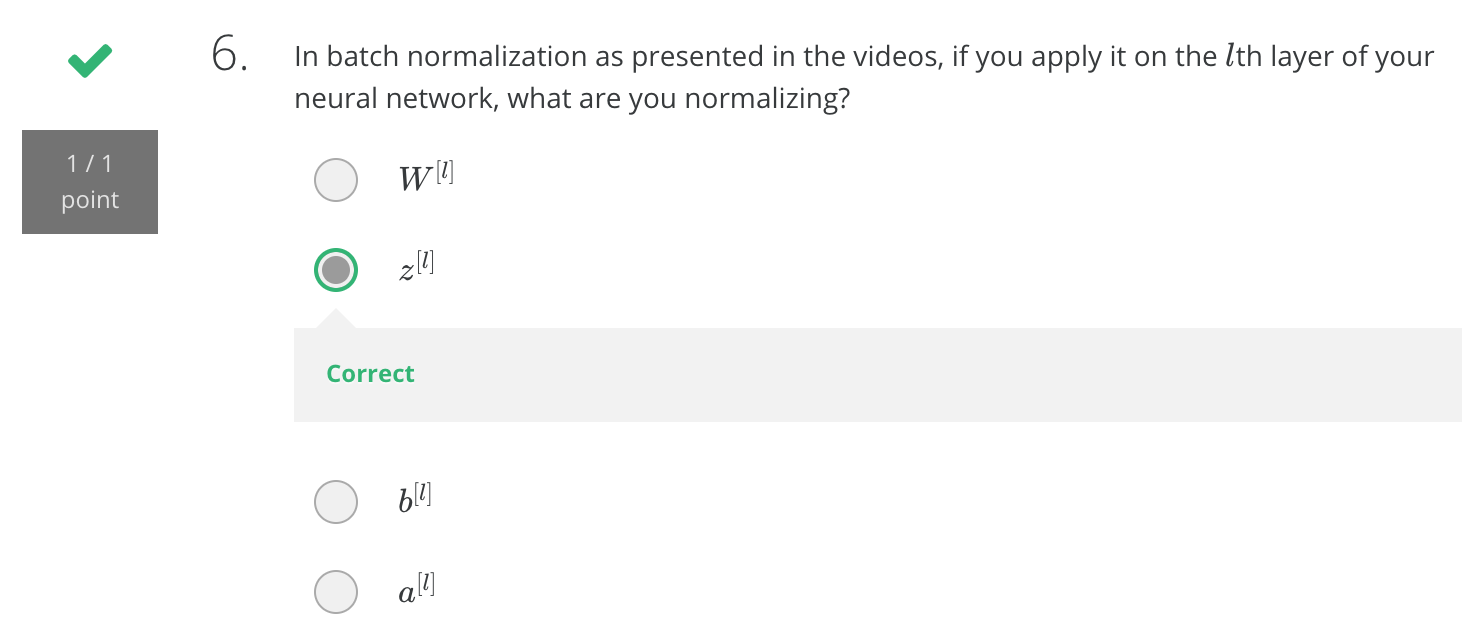 6.
In batch normalization as presented in the videos, if you apply it on the lth layer of your
neural network, what are you normalizing?
1 / 1
point
W^[l]
z^[l]
Correct
b^[l]
a^[l]